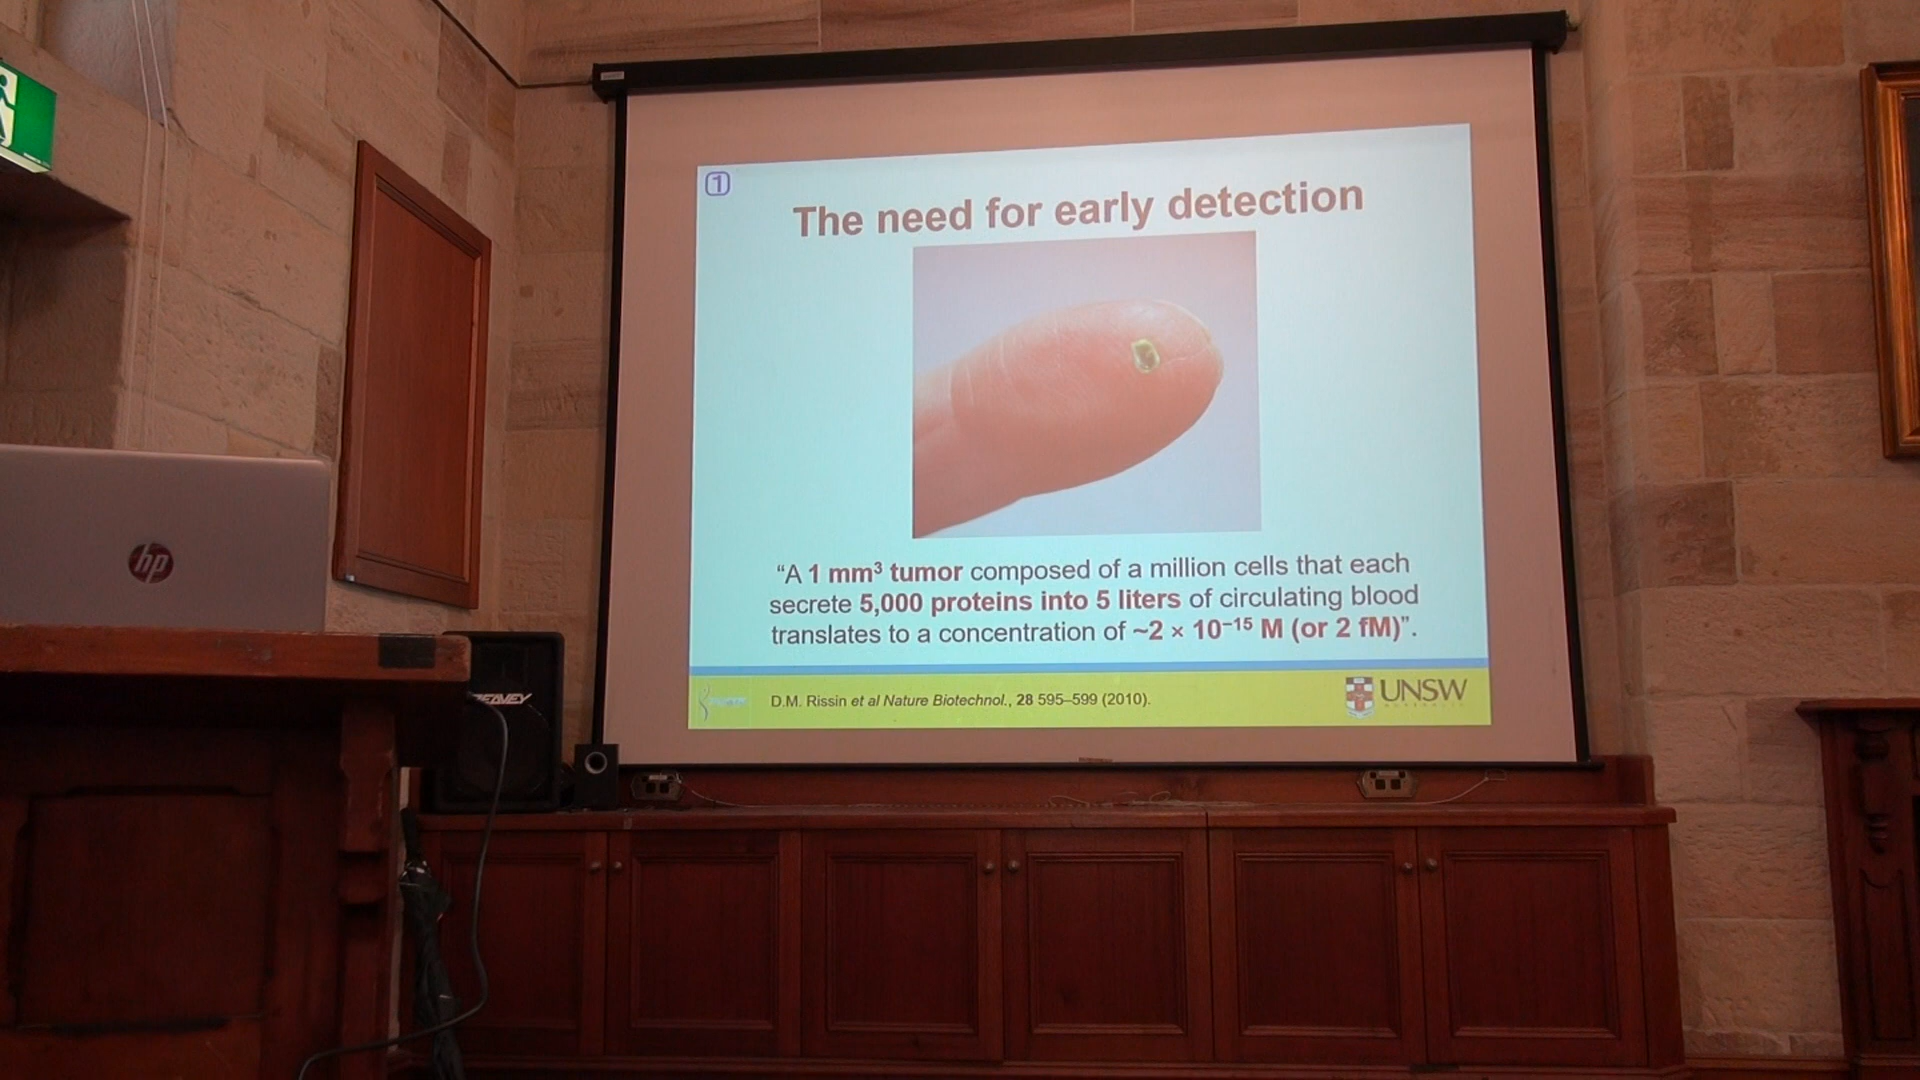 1
The need for early detection
“A 1 mm³ tumor composed of a million cells that each
secrete 5,000 proteins into 5 liters of circulating blood
translates to a concentration of ~2 × 10⁻¹⁵ M (or 2 fM)”.
D.M. Rissin et al Nature Biotechnol., 28 595–599 (2010).
UNSW
AUSTRALIA
hp
PEAVEY